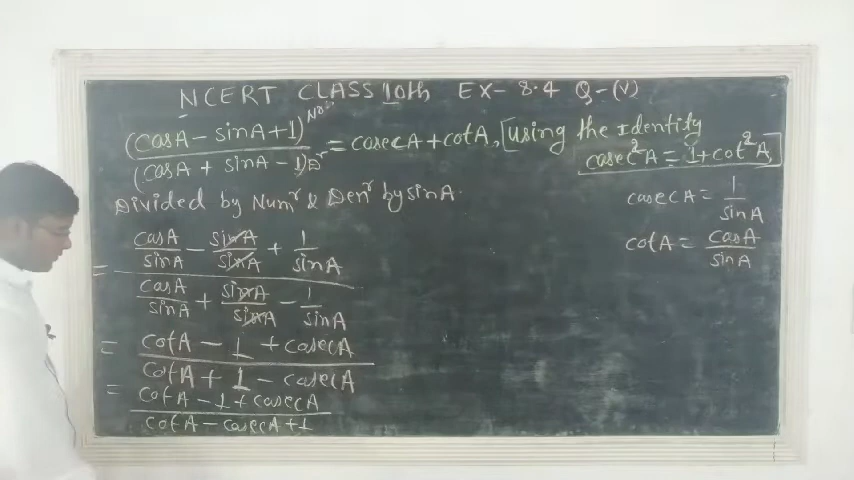 NCERT CLASS 10th EX- 8.4 Q-(V)
(cosA - sinA + 1) Nr
(cosA + sinA - 1) Dr
= cosecA + cotA, [using the Identity
cosec²A = 1 + cot²A]
Divided by Numr & Denr by sinA.
cosecA = 1/sinA
cotA = cosA/sinA
= cosA/sinA - sinA/sinA + 1/sinA
cosA/sinA + sinA/sinA - 1/sinA
= cotA - 1 + cosecA
cotA + 1 - cosecA
= cotA - 1 + cosecA
cotA - cosecA + 1